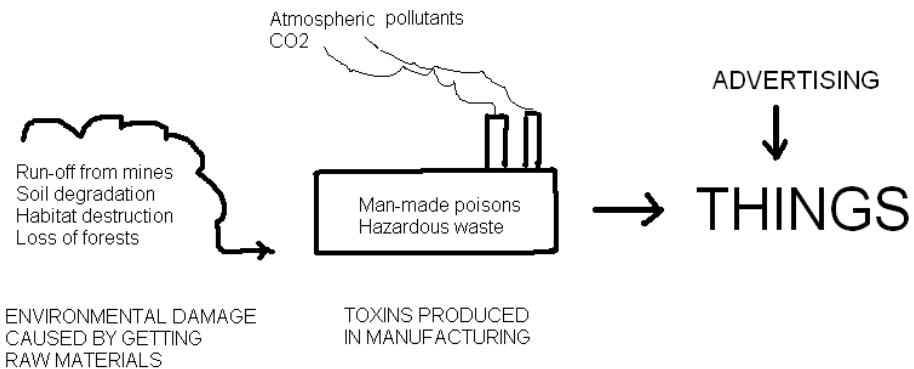 Atmospheric pollutants
CO2
ADVERTISING
Run-off from mines
Soil degradation
Habitat destruction
Loss of forests
Man-made poisons
Hazardous waste
THINGS
ENVIRONMENTAL DAMAGE
CAUSED BY GETTING
RAW MATERIALS
TOXINS PRODUCED
IN MANUFACTURING